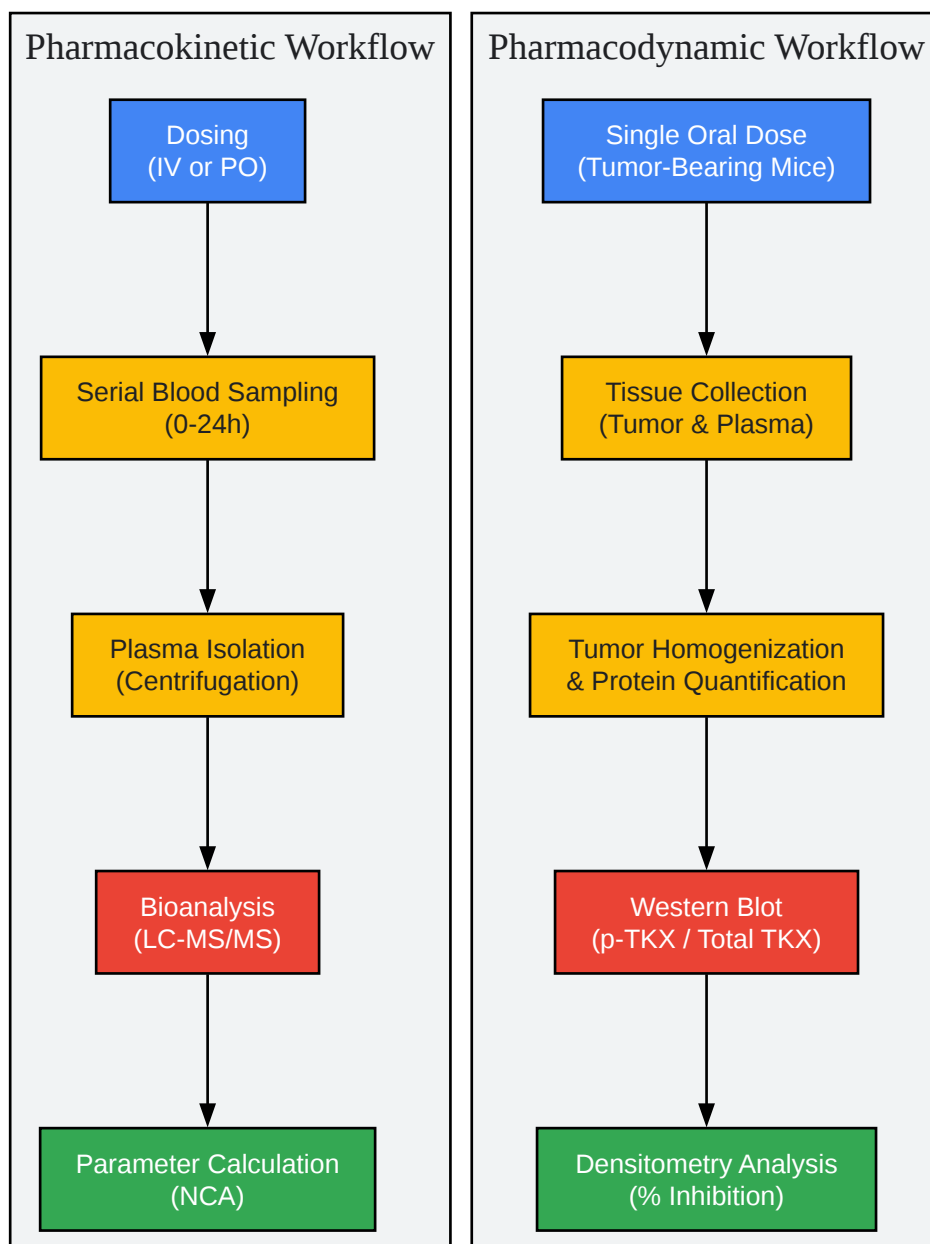 Pharmacokinetic Workflow
Dosing
(IV or PO)
Serial Blood Sampling
(0-24h)
Plasma Isolation
(Centrifugation)
Bioanalysis
(LC-MS/MS)
Parameter Calculation
(NCA)
Pharmacodynamic Workflow
Single Oral Dose
(Tumor-Bearing Mice)
Tissue Collection
(Tumor & Plasma)
Tumor Homogenization
& Protein Quantification
Western Blot
(p-TKX / Total TKX)
Densitometry Analysis
(% Inhibition)